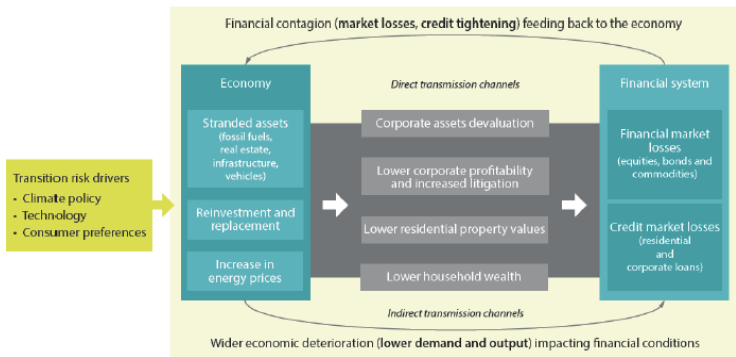 Financial contagion (market losses, credit tightening) feeding back to the economy
Economy
Direct transmission channels
Financial system
Stranded assets
(fossil fuels,
real estate,
infrastructure,
vehicles)
Reinvestment and
replacement
Increase in
energy prices
Corporate assets devaluation
Lower corporate profitability
and increased litigation
Lower residential property values
Lower household wealth
Financial market
losses
(equities, bonds and
commodities)
Credit market losses
(residential
and
corporate loans)
Transition risk drivers
• Climate policy
• Technology
• Consumer preferences
Indirect transmission channels
Wider economic deterioration (lower demand and output) impacting financial conditions